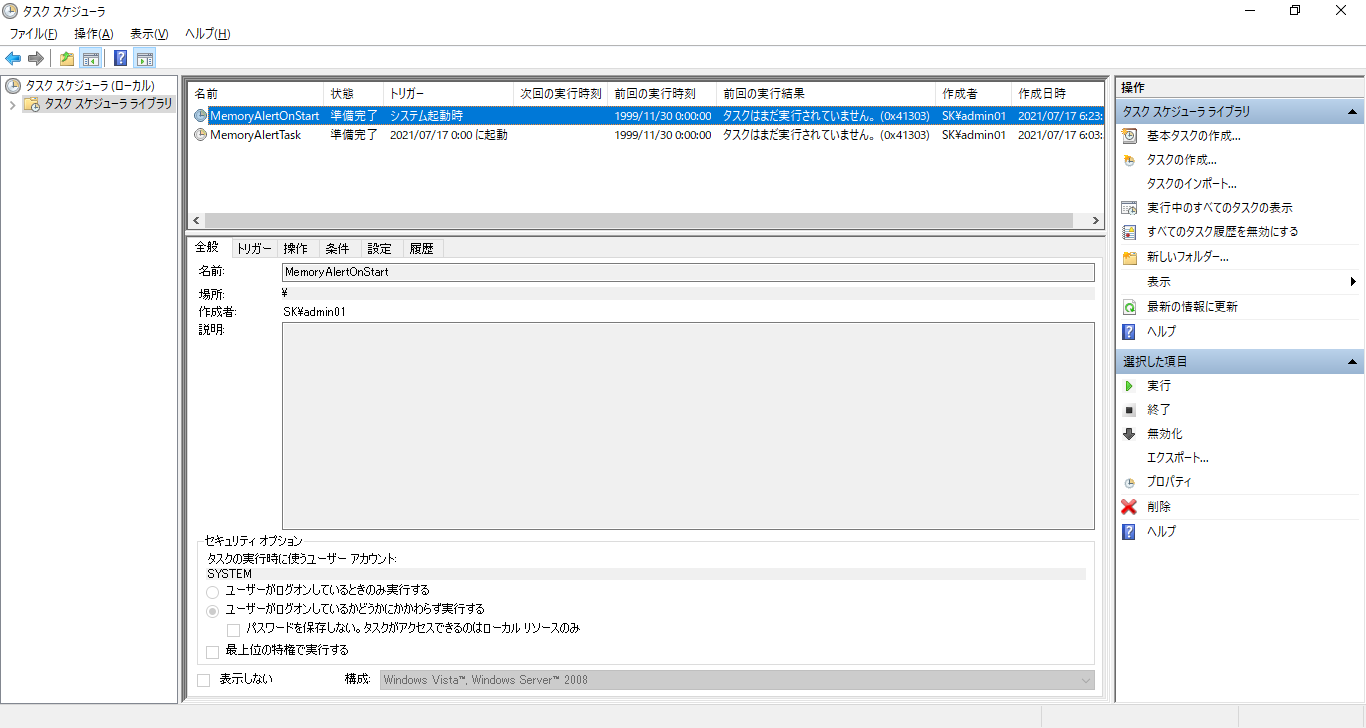 タスク スケジューラ
ファイル(F) 操作(A) 表示(V) ヘルプ(H)
タスク スケジューラ (ローカル)
タスク スケジューラ ライブラリ
名前 状態 トリガー 次回の実行時刻 前回の実行時刻 前回の実行結果 作成者 作成日時
MemoryAlertOnStart 準備完了 システム起動時 1999/11/30 0:00:00 タスクはまだ実行されていません。 (0x41303) SK¥admin01 2021/07/17 6:23:
MemoryAlertTask 準備完了 2021/07/17 0:00 に起動 1999/11/30 0:00:00 タスクはまだ実行されていません。 (0x41303) SK¥admin01 2021/07/17 6:03:
全般 トリガー 操作 条件 設定 履歴
名前: MemoryAlertOnStart
場所: ¥
作成者: SK¥admin01
説明:
セキュリティ オプション
タスクの実行時に使うユーザー アカウント:
SYSTEM
ユーザーがログオンしているときのみ実行する
ユーザーがログオンしているかどうかにかかわらず実行する
パスワードを保存しない。タスクがアクセスできるのはローカル リソースのみ
最上位の特権で実行する
表示しない 構成: Windows Vista™, Windows Server™ 2008
操作
タスク スケジューラ ライブラリ
基本タスクの作成...
タスクの作成...
タスクのインポート...
実行中のすべてのタスクの表示
すべてのタスク履歴を無効にする
新しいフォルダー...
表示
最新の情報に更新
ヘルプ
選択した項目
実行
終了
無効化
エクスポート...
プロパティ
削除
ヘルプ